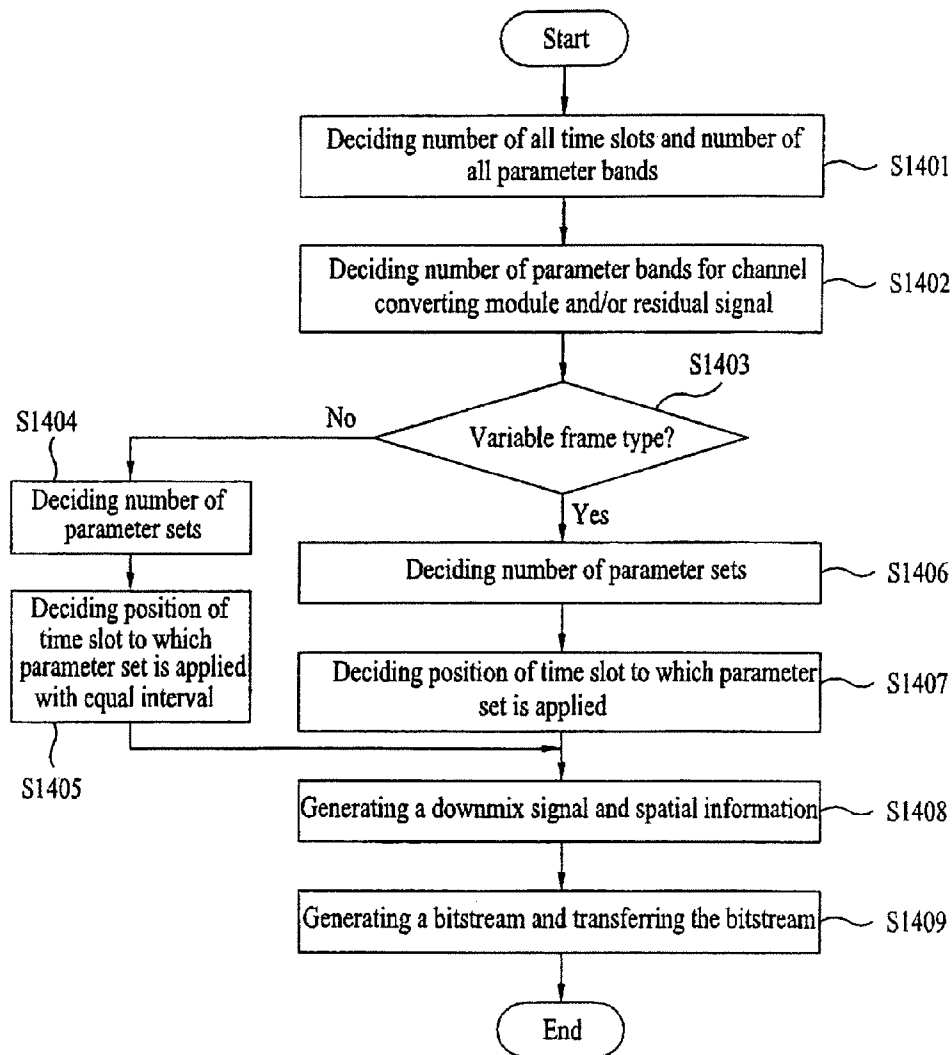 Start
Deciding number of all time slots and number of
all parameter bands
S1401
Deciding number of parameter bands for channel
converting module and/or residual signal
S1402
S1403
Variable frame type?
No
Yes
S1404
Deciding number of
parameter sets
Deciding position of
time slot to which
parameter set is applied
with equal interval
S1405
Deciding number of parameter sets
S1406
Deciding position of time slot to which parameter
set is applied
S1407
Generating a downmix signal and spatial information
S1408
Generating a bitstream and transferring the bitstream
S1409
End